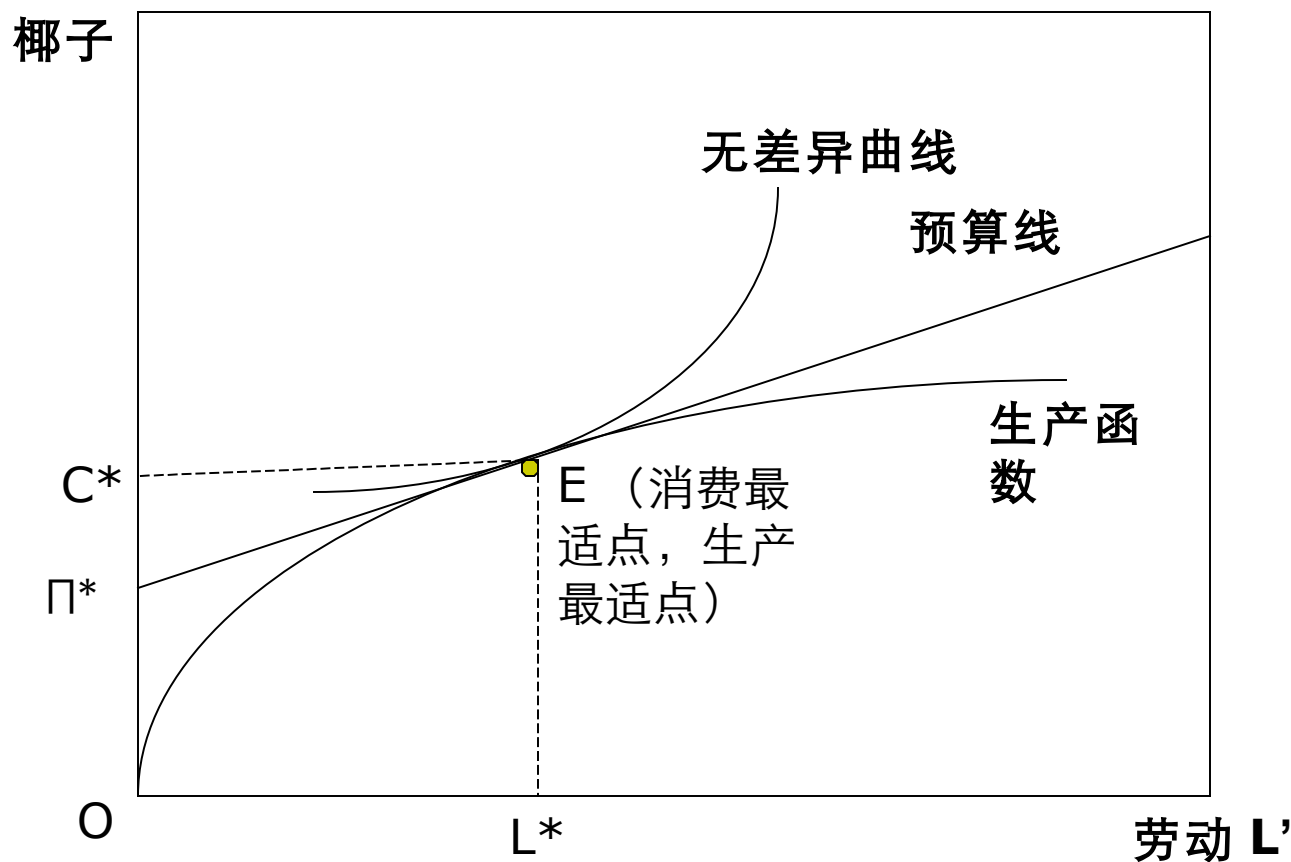 椰子
无差异曲线
预算线
生产函
数
C*
E （消费最
适点，生产
最适点）
Π*
O
L*
劳动 L’